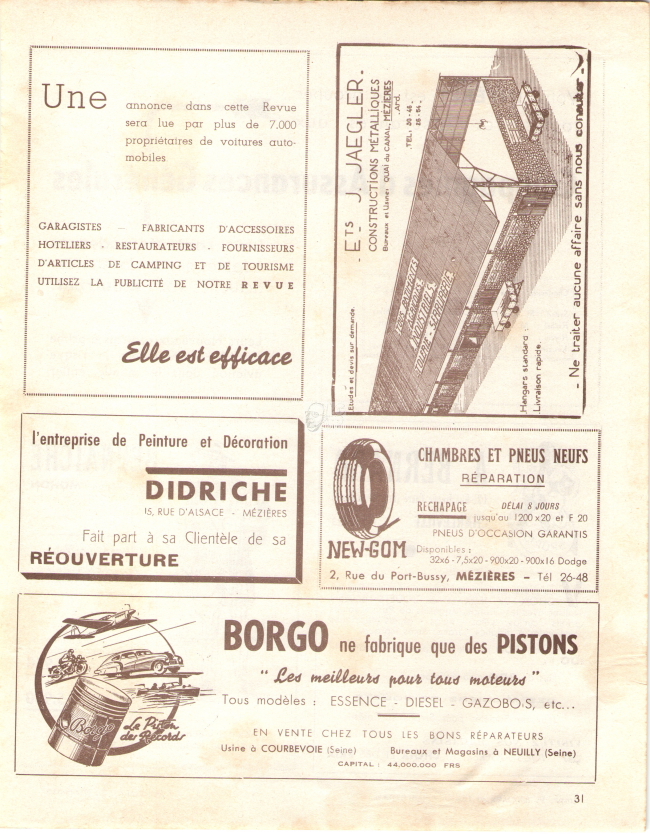 Une annonce dans cette Revue
sera lue par plus de 7.000
propriétaires de voitures auto-
mobiles
GARAGISTES – FABRICANTS D'ACCESSOIRES
HOTELIERS - RESTAURATEURS - FOURNISSEURS
D'ARTICLES DE CAMPING ET DE TOURISME
UTILISEZ LA PUBLICITÉ DE NOTRE REVUE
Elle est efficace
- ETS J. JAEGLER -
CONSTRUCTIONS MÉTALLIQUES
Bureaux et Usine: QUAI du CANAL, MÉZIÈRES
Ard.
TEL:
Études et devis sur demande.
POUR
INDUSTRIELS
Hangars standard :
Livraison rapide.
- Ne traiter aucune affaire sans nous consulter -
l'entreprise de Peinture et Décoration
DIDRICHE
15, RUE D'ALSACE - MÉZIÈRES
Fait part à sa Clientèle de sa
RÉOUVERTURE
CHAMBRES ET PNEUS NEUFS
RÉPARATION
RECHAPAGE DÉLAI 8 JOURS
jusqu'au 1200x20 et F 20
PNEUS D'OCCASION GARANTIS
NEW-GOM Disponibles :
32x6 - 7,5x20 - 900x20 - 900x16 Dodge
2, Rue du Port-Bussy, MÉZIÈRES - Tél 26-48
BORGO ne fabrique que des PISTONS
" Les meilleurs pour tous moteurs "
Tous modèles : ESSENCE - DIESEL - GAZOBOIS, etc...
Borgo
Le Piston
des Records
EN VENTE CHEZ TOUS LES BONS RÉPARATEURS
Usine à COURBEVOIE (Seine) Bureaux et Magasins à NEUILLY (Seine)
CAPITAL : 44.000.000 FRS
31